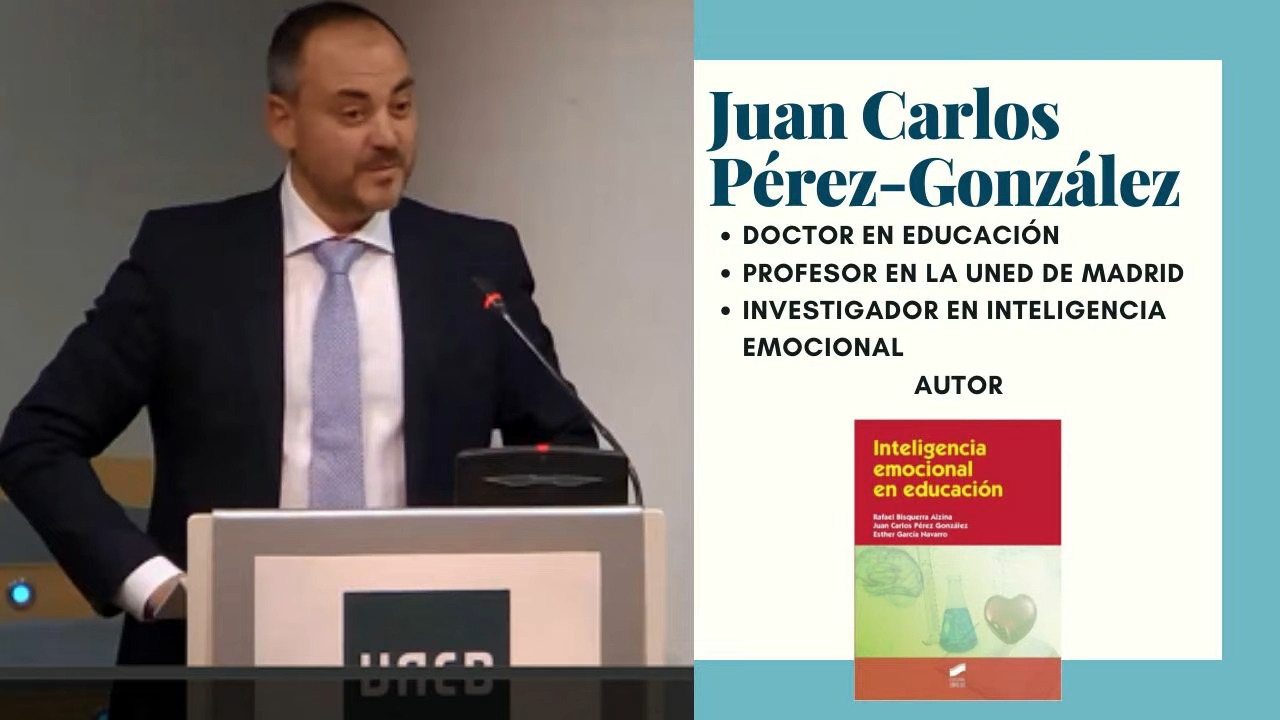 Juan Carlos
Pérez-González
• DOCTOR EN EDUCACIÓN
• PROFESOR EN LA UNED DE MADRID
• INVESTIGADOR EN INTELIGENCIA
EMOCIONAL
AUTOR
Inteligencia
emocional
en educación
Rafael Bisquerra Alzina
Juan Carlos Pérez González
Esther García Navarro
UNED